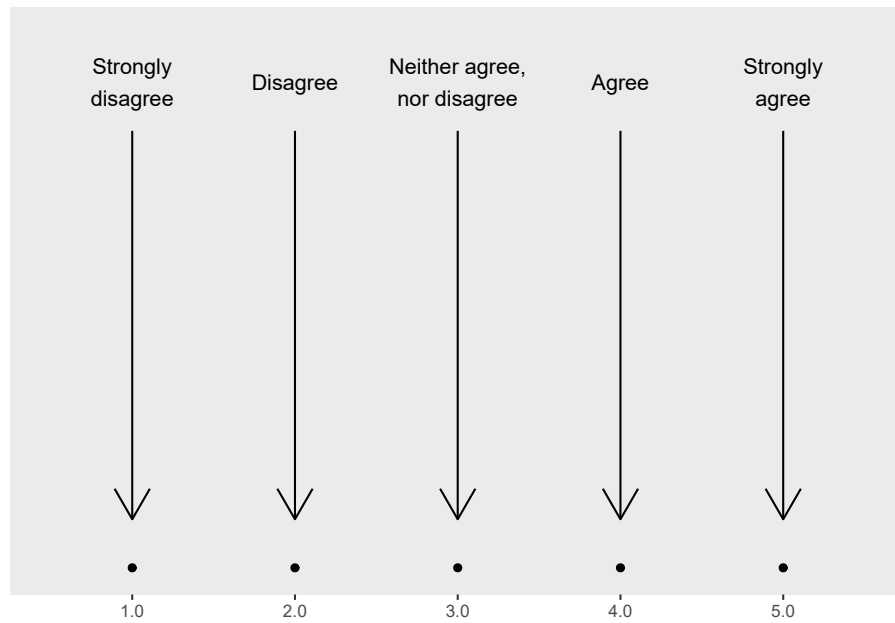 Strongly
disagree
Disagree
Neither agree,
nor disagree
Agree
Strongly
agree
1.0 2.0 3.0 4.0 5.0